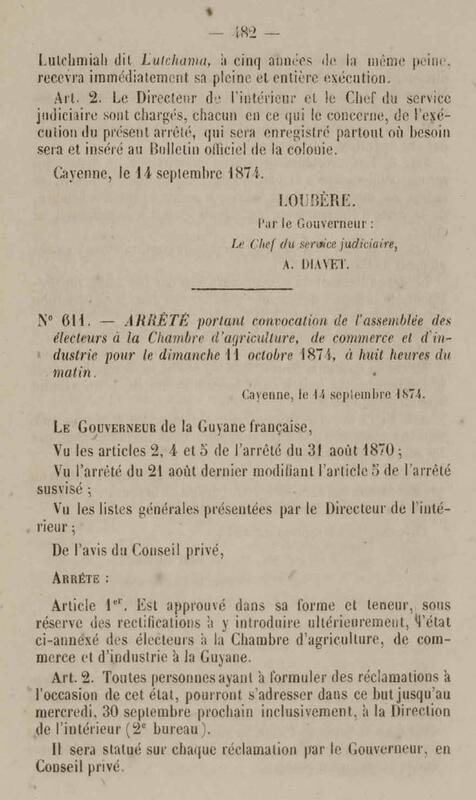 — 482 —
Lutchmiah dit Lutchama, à cinq années de la même peine,
recevra immédiatement sa pleine et entière exécution.
Art. 2. Le Directeur de l'intérieur et le Chef du service
judiciaire sont chargés, chacun en ce qui le concerne, de l'exé-
cution du présent arrêté, qui sera enregistré partout où besoin
sera et inséré au Bulletin officiel de la colonie.
Cayenne, le 14 septembre 1874.
LOUBÈRE.
Par le Gouverneur :
Le Chef du service judiciaire,
A. DIAVET.
N° 611. — ARRÊTÉ portant convocation de l'assemblée des
électeurs à la Chambre d'agriculture, de commerce et d'in-
dustrie pour le dimanche 11 octobre 1874, à huit heures du
matin.
Cayenne, le 14 septembre 1874.
LE GOUVERNEUR de la Guyane française,
Vu les articles 2, 4 et 5 de l'arrêté du 31 août 1870 ;
Vu l'arrêté du 21 août dernier modifiant l'article 5 de l'arrêté
susvisé ;
Vu les listes générales présentées par le Directeur de l'inté-
rieur ;
De l'avis du Conseil privé,
ARRÊTE :
Article 1er. Est approuvé dans sa forme et teneur, sous
réserve des rectifications à y introduire ultérieurement, l'état
ci-annexé des électeurs à la Chambre d'agriculture, de com-
merce et d'industrie à la Guyane.
Art. 2. Toutes personnes ayant à formuler des réclamations à
l'occasion de cet état, pourront s'adresser dans ce but jusqu'au
mercredi, 30 septembre prochain inclusivement, à la Direction
de l'intérieur (2e bureau).
Il sera statué sur chaque réclamation par le Gouverneur, en
Conseil privé.